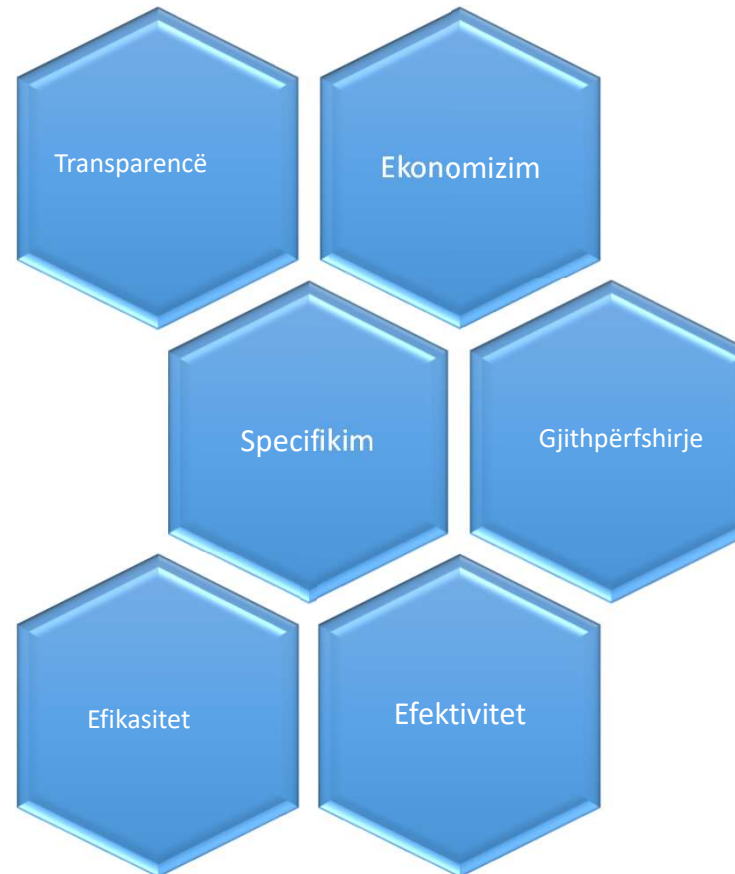 Transparencë
Ekonomizim
Specifikim
Gjithpërfshirje
Efikasitet
Efektivitet